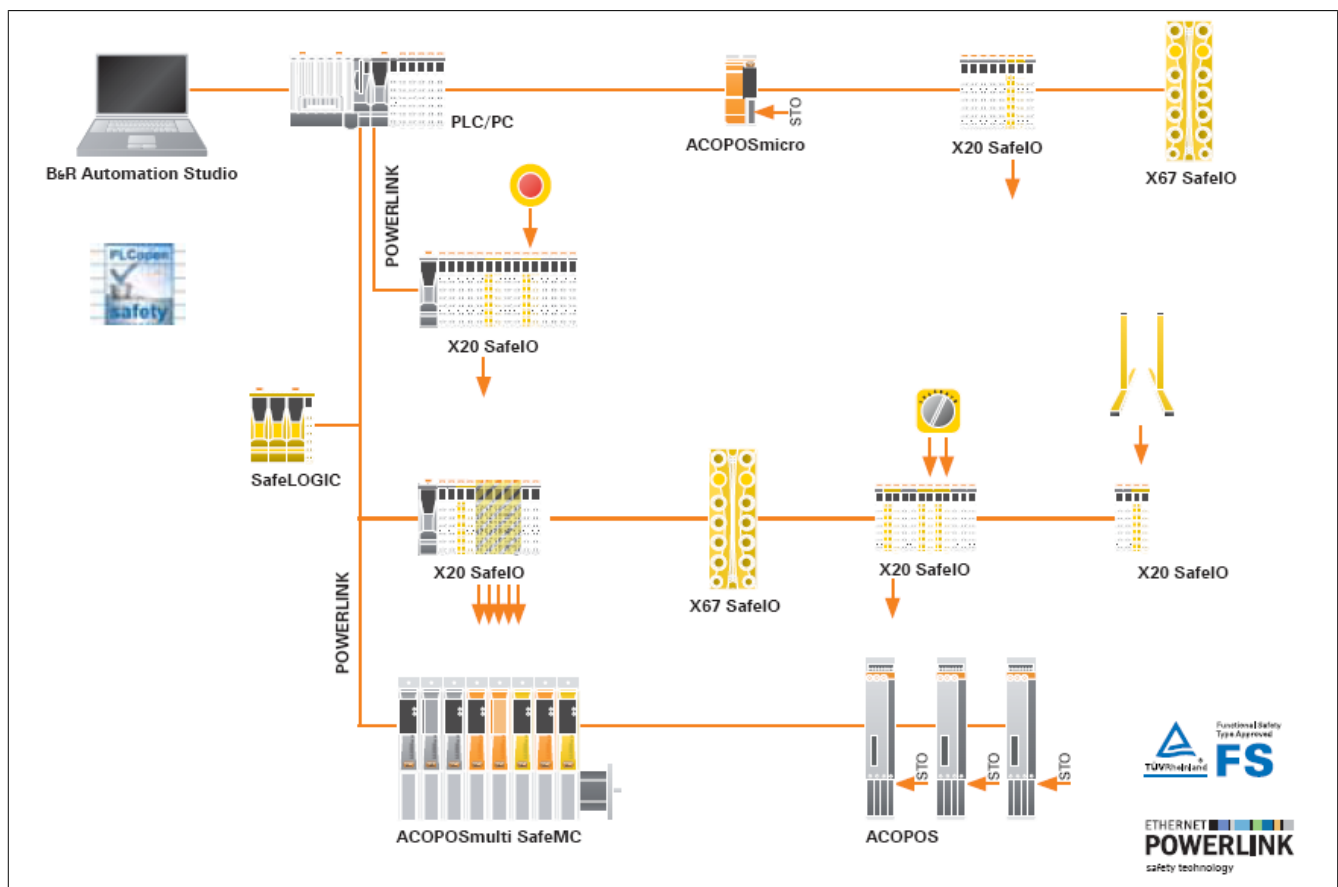 B&R Automation Studio
PLC/PC
ACOPOSmicro
STO
X20 SafeIO
X67 SafeIO
POWERLINK
PLCopen
safety
X20 SafeIO
SafeLOGIC
X20 SafeIO
X67 SafeIO
X20 SafeIO
X20 SafeIO
POWERLINK
ACOPOSmulti SafeMC
STO
STO
STO
ACOPOS
TÜVRheinland®
Functional Safety
Type Approved
FS
ETHERNET
POWERLINK
safety technology